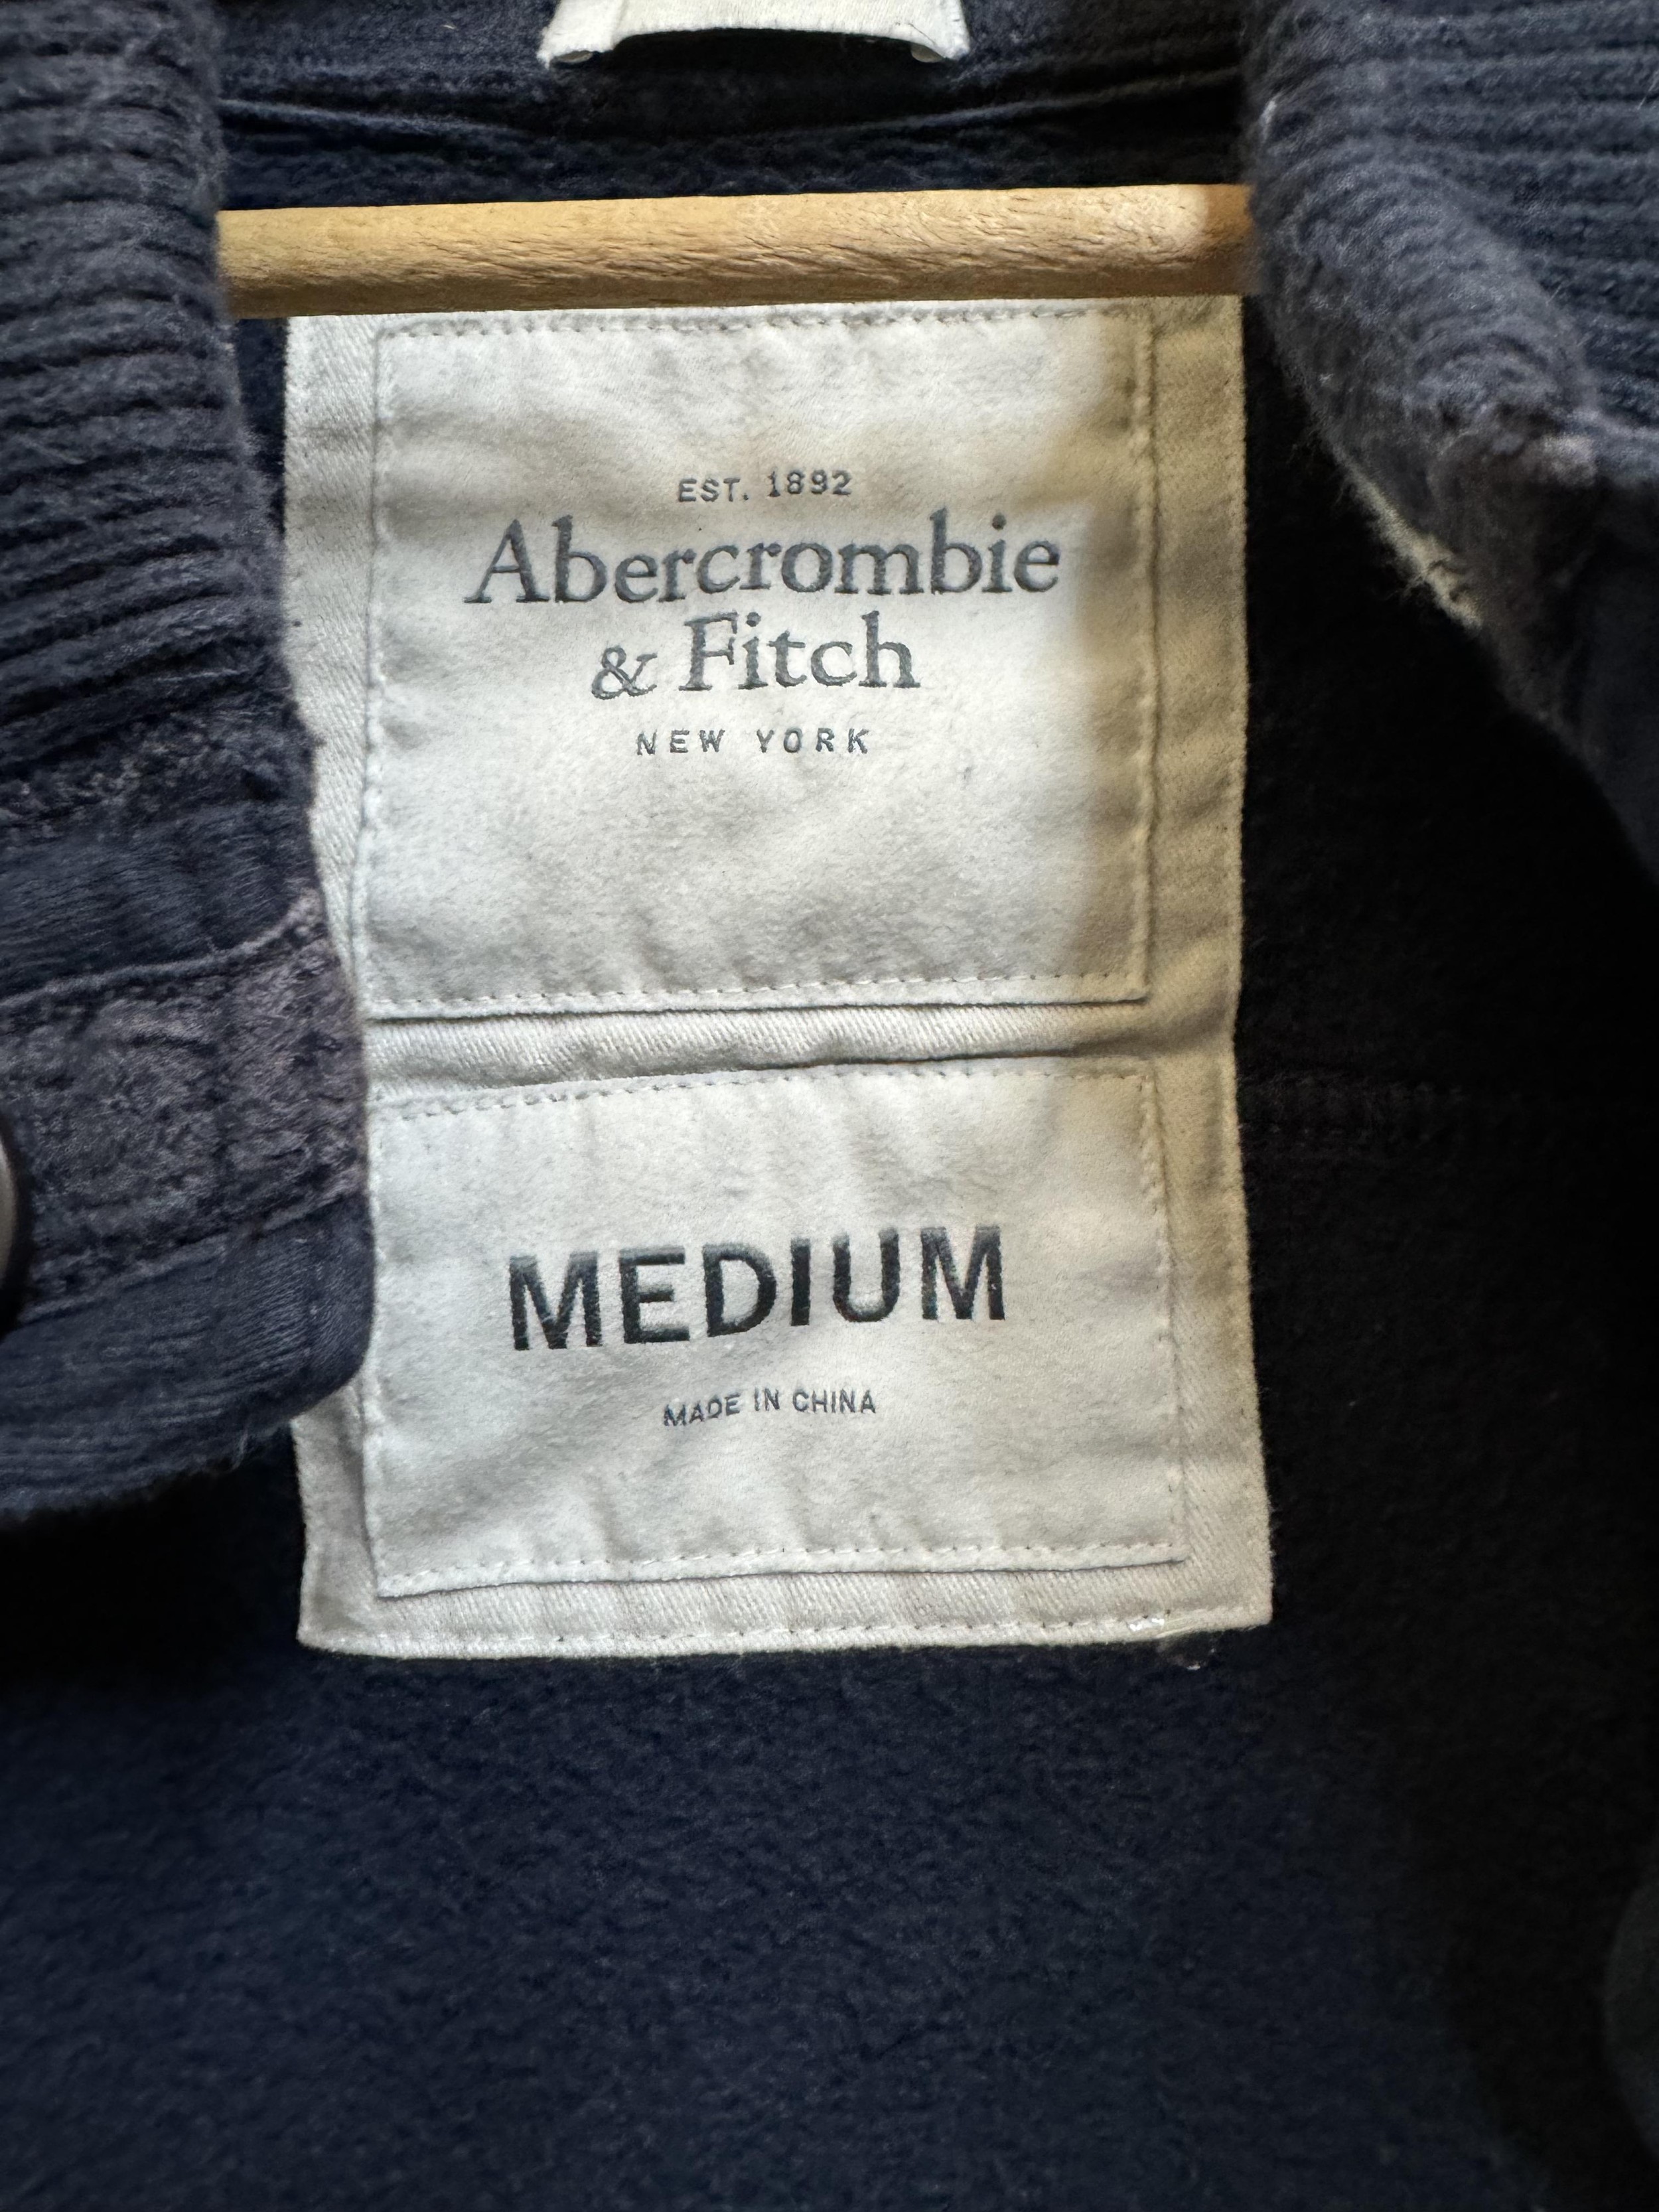 EST. 1892
Abercrombie
& Fitch
NEW YORK
MEDIUM
MADE IN CHINA